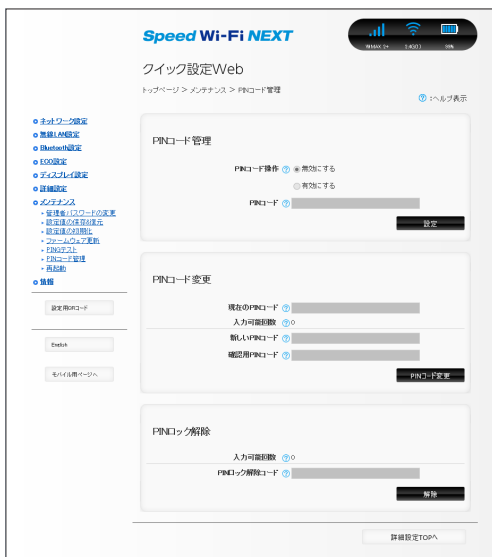 Speed Wi-Fi NEXT
WiMAX 2+
2.4G(1)
99%
クイック設定Web
トップページ > メンテナンス > PINコード管理
?:ヘルプ表示
ネットワーク設定
無線LAN設定
Bluetooth設定
ECO設定
ディスプレイ設定
詳細設定
メンテナンス
管理者パスワードの変更
設定値の保存&復元
設定値の初期化
ファームウェア更新
PINGテスト
PINコード管理
再起動
情報
設定用QRコード
English
モバイル用ページへ
PINコード管理
PINコード操作 ? 無効にする
有効にする
PINコード ?
設定
PINコード変更
現在のPINコード ?
入力可能回数 ? 0
新しいPINコード ?
確認用PINコード ?
PINコード変更
PINロック解除
入力可能回数 ? 0
PINロック解除コード ?
解除
詳細設定TOPへ